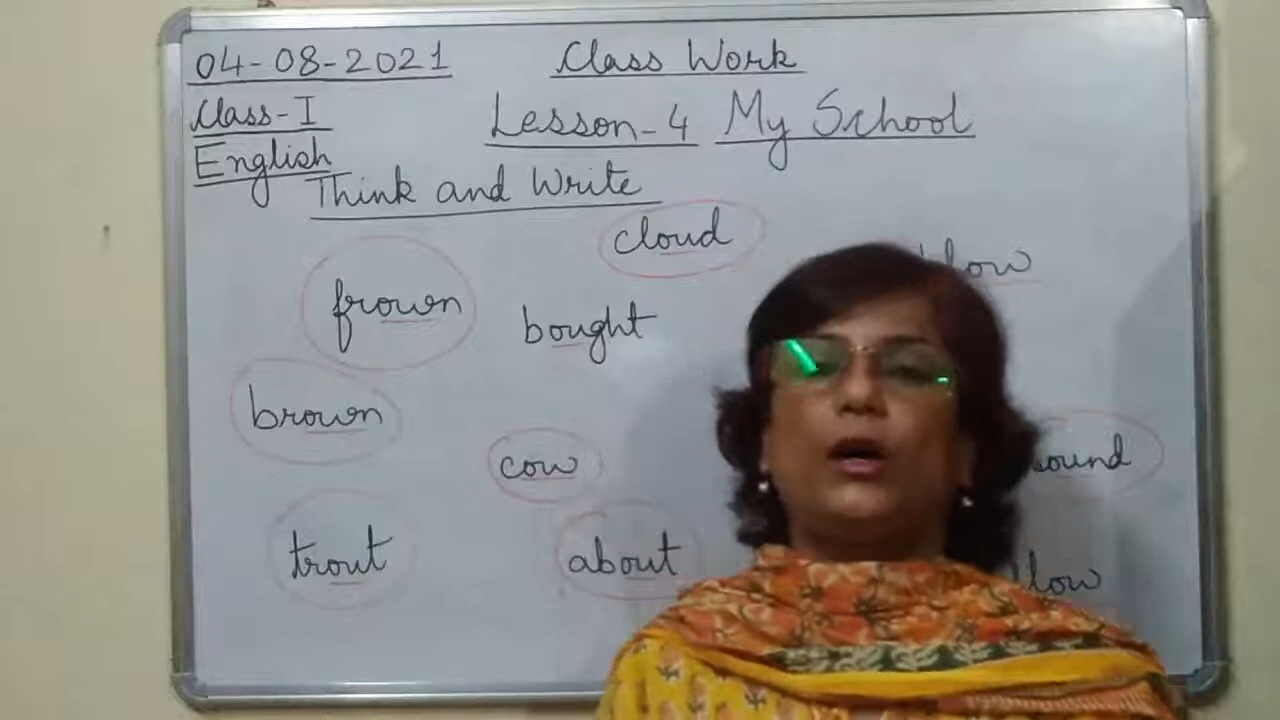 04-08-2021 Class Work
Class-I
Lesson-4 My School
English
Think and Write
cloud
frown
bought
brown
cow
sound
trout
about